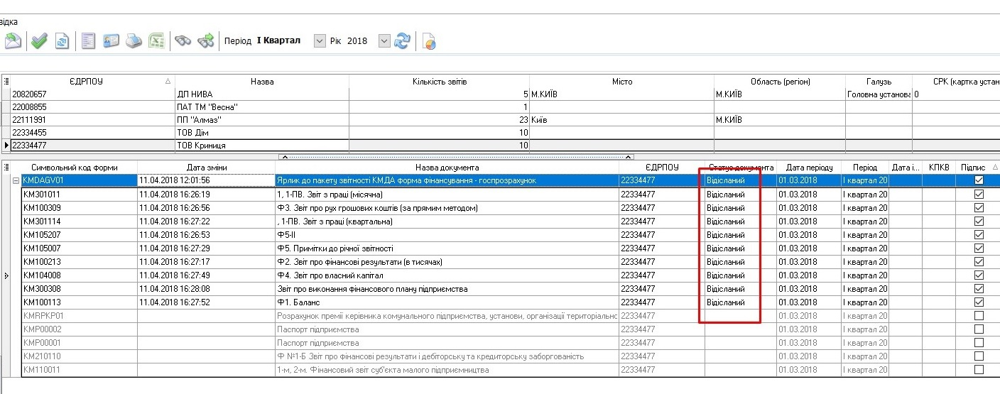 відка
Період І Квартал Рік 2018
ЄДРПОУ Назва Кількість звітів Місто Область (регіон) Галузь СРК (картка устан
20820657 ДП НИВА 5 М.КИЇВ М.КИЇВ Головна установа 0
22008855 ПАТ ТМ "Весна" 1
22111991 ПП "Алмаз" 23 Київ М.КИЇВ
22334455 ТОВ Дім 10
22334477 ТОВ Криниця 10
Символьний код форми Дата зміни Назва документа ЄДРПОУ Статус документа Дата періоду Період Дата і... КПКВ Підпис
KMDAGV01 11.04.2018 12:01:56 Ярлик до пакету звітності КМДА форма фінансування - госпрозрахунок 22334477 Відісланий 01.03.2018 І квартал 20
KM301011 11.04.2018 16:26:19 1, 1-ПВ. Звіт з праці (місячна) 22334477 Відісланий 01.03.2018 І квартал 20
KM100309 11.04.2018 16:26:56 Ф3. Звіт про рух грошових коштів (за прямим методом) 22334477 Відісланий 01.03.2018 І квартал 20
KM301114 11.04.2018 16:27:22 , 1-ПВ. Звіт з праці (квартальна) 22334477 Відісланий 01.03.2018 І квартал 20
KM105207 11.04.2018 16:26:53 Ф5-ІІ 22334477 Відісланий 01.03.2018 І квартал 20
KM105007 11.04.2018 16:27:29 Ф5. Примітки до річної звітності 22334477 Відісланий 01.03.2018 І квартал 20
KM100213 11.04.2018 16:27:17 Ф2. Звіт про фінансові результати (в тисячах) 22334477 Відісланий 01.03.2018 І квартал 20
KM104008 11.04.2018 16:27:49 Ф4. Звіт про власний капітал 22334477 Відісланий 01.03.2018 І квартал 20
KM300308 11.04.2018 16:28:08 Звіт про виконання фінансового плану підприємства 22334477 Відісланий 01.03.2018 І квартал 20
KM100113 11.04.2018 16:27:52 Ф1. Баланс 22334477 Відісланий 01.03.2018 І квартал 20
KMRPKP01 Розрахунок премії керівника комунального підприємства, установи, організації територіально 22334477 01.03.2018 І квартал 20
KMP00002 Паспорт підприємства 22334477 01.03.2018 І квартал 20
KMP00001 Паспорт підприємства 22334477 01.03.2018 І квартал 20
KM210110 Ф №1-Б Звіт про фінансові результати і дебіторську та кредиторську заборгованість 22334477 01.03.2018 І квартал 20
KM110011 1-м, 2-м. Фінансовий звіт суб'єкта малого підприємництва 22334477 01.03.2018 І квартал 20